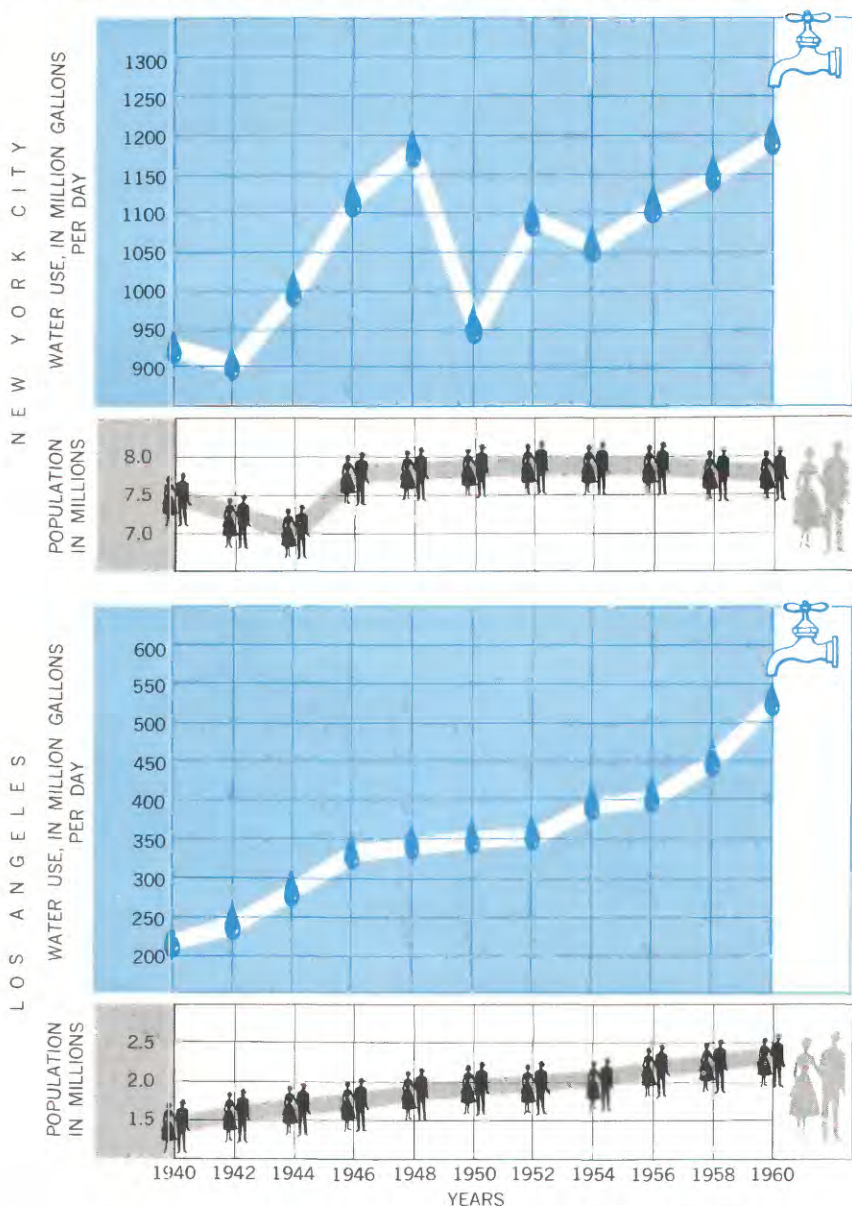 NEW YORK CITY
WATER USE, IN MILLION GALLONS
PER DAY
1300
1250
1200
1150
1100
1050
1000
950
900
POPULATION
IN MILLIONS
8.0
7.5
7.0
LOS ANGELES
WATER USE, IN MILLION GALLONS
PER DAY
600
550
500
450
400
350
300
250
200
POPULATION
IN MILLIONS
2.5
2.0
1.5
1940 1942 1944 1946 1948 1950 1952 1954 1956 1958 1960
YEARS